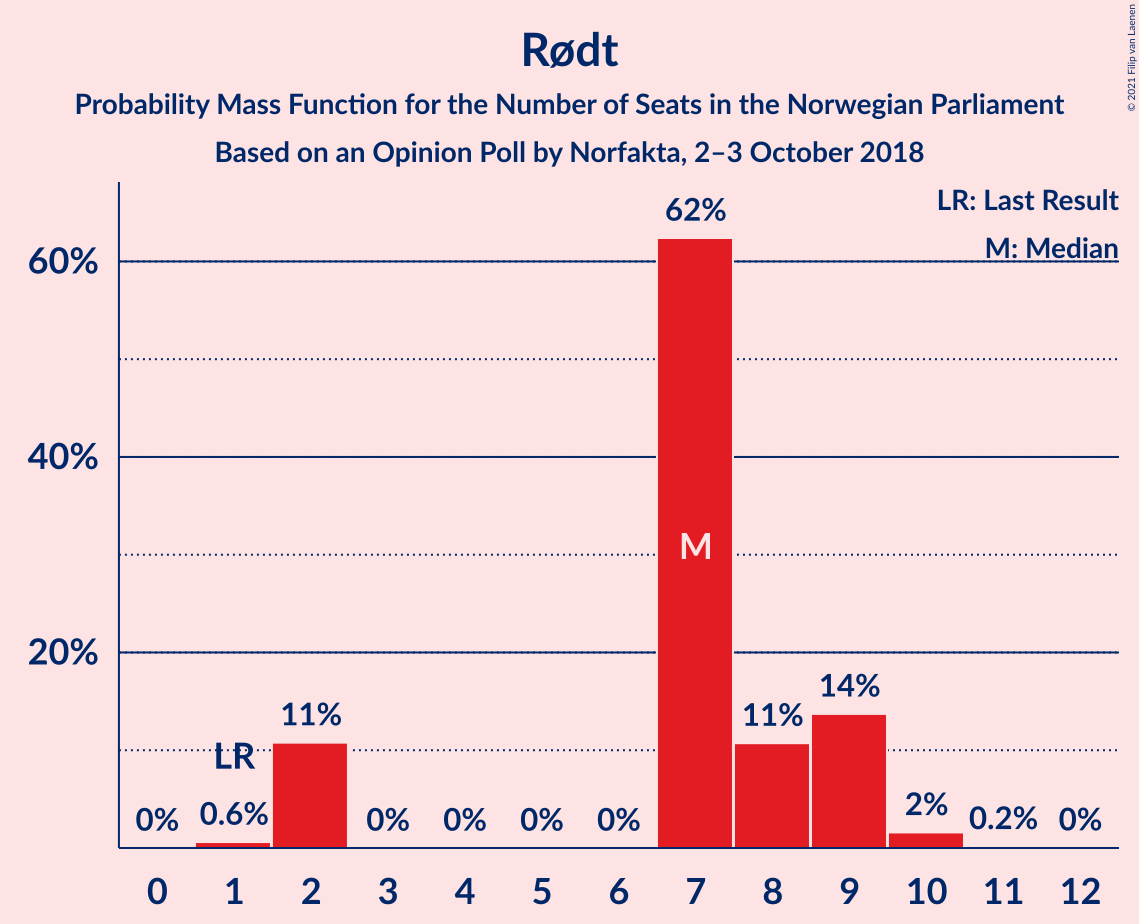 Rødt
Probability Mass Function for the Number of Seats in the Norwegian Parliament
Based on an Opinion Poll by Norfakta, 2–3 October 2018
© 2021 Filip van Laenen
LR: Last Result
M: Median
60%
40%
20%
0%
LR
0.6%
11%
0%
0%
0%
0%
62%
M
11%
14%
2%
0.2%
0%
0 1 2 3 4 5 6 7 8 9 10 11 12